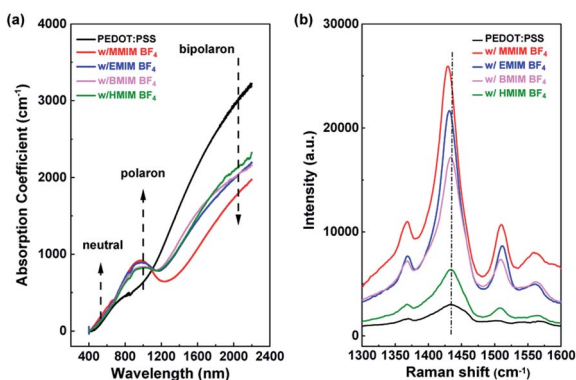 (a)
PEDOT:PSS
w/MMIM BF4
w/EMIM BF4
w/BMIM BF4
w/HMIM BF4
bipolaron
polaron
neutral
Absorption Coefficient (cm-1)
4000
3000
2000
1000
0
400 800 1200 1600 2000 2400
Wavelength (nm)
(b)
PEDOT:PSS
w/ MMIM BF4
w/ EMIM BF4
w/ BMIM BF4
w/ HMIM BF4
Intensity (a.u.)
30000
20000
10000
0
1300 1350 1400 1450 1500 1550 1600
Raman shift (cm-1)